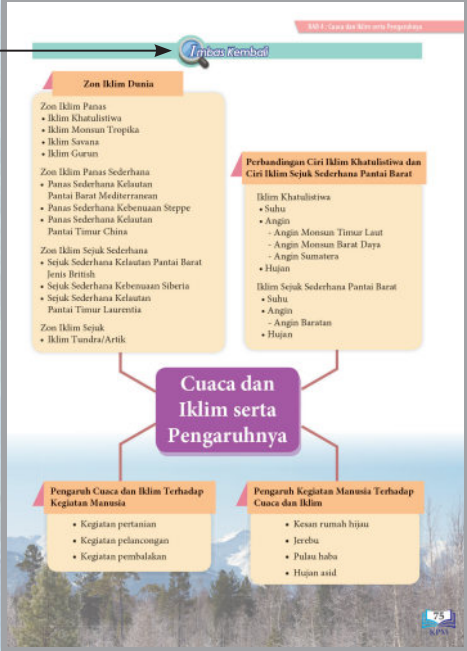 BAB 6 : Cuaca dan Iklim serta Pengaruhnya
Imbas Kembali
Zon Iklim Dunia
Zon Iklim Panas
• Iklim Khatulistiwa
• Iklim Monsun Tropika
• Iklim Savana
• Iklim Gurun
Zon Iklim Panas Sederhana
• Panas Sederhana Kelautan
Pantai Barat Mediterranean
• Panas Sederhana Kebenuaan Steppe
• Panas Sederhana Kelautan
Pantai Timur China
Zon Iklim Sejuk Sederhana
• Sejuk Sederhana Kelautan Pantai Barat
Jenis British
• Sejuk Sederhana Kebenuaan Siberia
• Sejuk Sederhana Kelautan
Pantai Timur Laurentia
Zon Iklim Sejuk
• Iklim Tundra/Artik
Perbandingan Ciri Iklim Khatulistiwa dan
Ciri Iklim Sejuk Sederhana Pantai Barat
Iklim Khatulistiwa
• Suhu
• Angin
- Angin Monsun Timur Laut
- Angin Monsun Barat Daya
- Angin Sumatera
• Hujan
Iklim Sejuk Sederhana Pantai Barat
• Suhu
• Angin
- Angin Baratan
• Hujan
Cuaca dan
Iklim serta
Pengaruhnya
Pengaruh Cuaca dan Iklim Terhadap
Kegiatan Manusia
• Kegiatan pertanian
• Kegiatan pelancongan
• Kegiatan pembalakan
Pengaruh Kegiatan Manusia Terhadap
Cuaca dan Iklim
• Kesan rumah hijau
• Jerebu
• Pulau haba
• Hujan asid
75
KPM